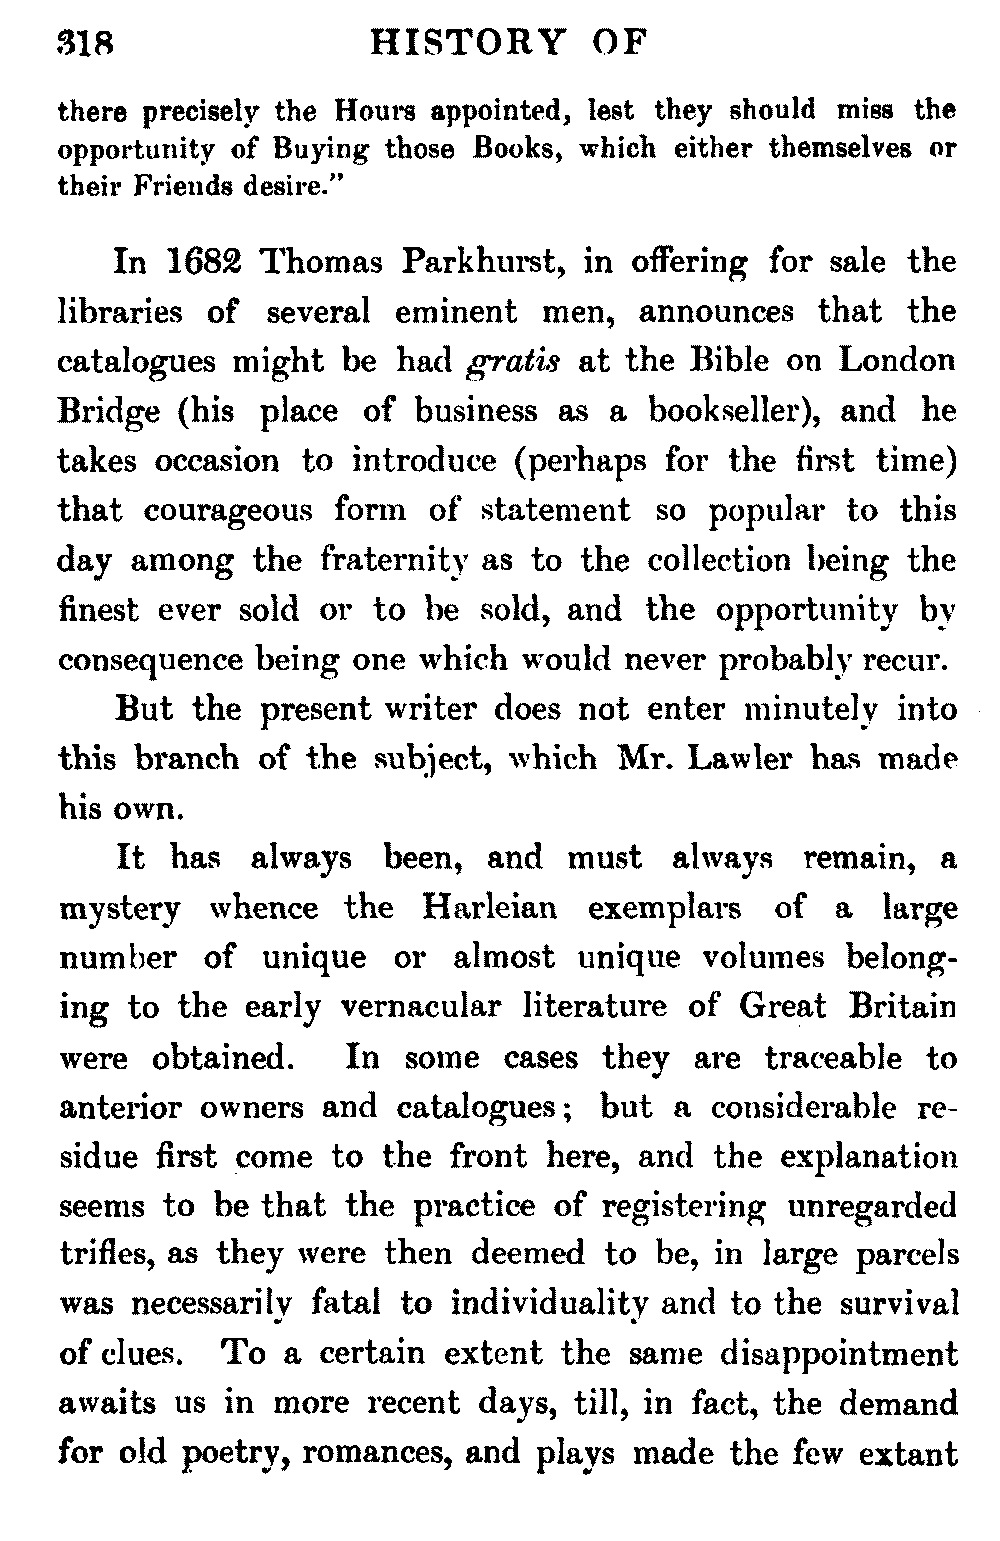 318 HISTORY OF
there precisely the Hours appointed, lest they should miss the
opportunity of Buying those Books, which either themselves or
their Friends desire.”
In 1682 Thomas Parkhurst, in offering for sale the
libraries of several eminent men, announces that the
catalogues might be had gratis at the Bible on London
Bridge (his place of business as a bookseller), and he
takes occasion to introduce (perhaps for the first time)
that courageous form of statement so popular to this
day among the fraternity as to the collection being the
finest ever sold or to be sold, and the opportunity by
consequence being one which would never probably recur.
But the present writer does not enter minutely into
this branch of the subject, which Mr. Lawler has made
his own.
It has always been, and must always remain, a
mystery whence the Harleian exemplars of a large
number of unique or almost unique volumes belong-
ing to the early vernacular literature of Great Britain
were obtained. In some cases they are traceable to
anterior owners and catalogues; but a considerable re-
sidue first come to the front here, and the explanation
seems to be that the practice of registering unregarded
trifles, as they were then deemed to be, in large parcels
was necessarily fatal to individuality and to the survival
of clues. To a certain extent the same disappointment
awaits us in more recent days, till, in fact, the demand
for old poetry, romances, and plays made the few extant